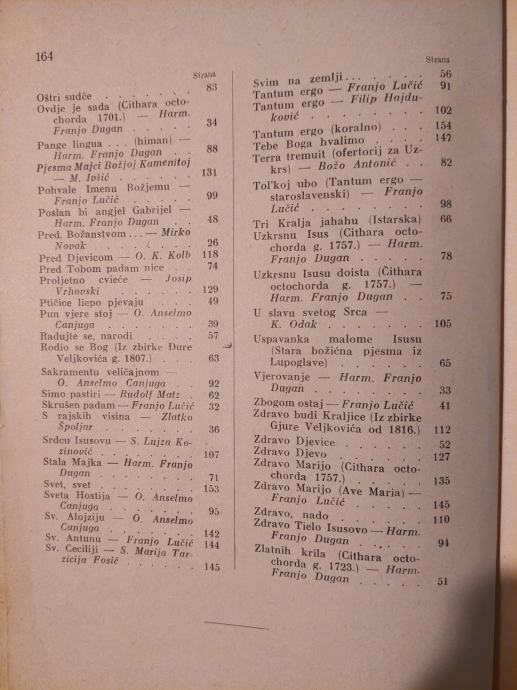 164
Strana
Oštri sudče . . . . . . . 83
Ovdje je sada (Cithara octo-
chorda 1701.) — Harm.
Franjo Dugan . . . . . 34
Pange lingua . . . (himan) —
Harm. Franjo Dugan . . 88
Pjesma Majci Božjoj Kamenitoj
— M. Ivšić . . . . . . 131
Pohvale Imenu Božjemu —
Franjo Lučić . . . . . 99
Poslan bi angjel Gabrijel —
Harm. Franjo Dugan . . 48
Pred. Božanstvom . . . — Mirko
Novak . . . . . . . 26
Pred Djevicom — O. K. Kolb 118
Pred Tobom padam nice . . 74
Proljetno cvieće — Josip
Vrhovski . . . . . . 129
Ptičice liepo pjevaju . . . 49
Pun vjere stoj — O. Anselmo
Canjuga . . . . . . 39
Radujte se, narodi . . . . 57
Rodio se Bog (Iz zbirke Đure
Veljkovića g. 1807.) . . . 63
Sakramentu veličajnom —
O. Anselmo Canjuga . . 92
Simo pastiri — Rudolf Matz . 62
Skrušen padam — Franjo Lučić 32
S rajskih visina — Zlatko
Špoljar . . . . . . . 36
Srdcu Isusovu — S. Lujza Ko-
zinović . . . . . . . 107
Stala Majka — Harm. Franjo
Dugan . . . . . . . 71
Svet, svet . . . . . . . 153
Sveta Hostija — O. Anselmo
Canjuga . . . . . . 95
Sv. Alojziju — O. Anselmo
Canjuga . . . . . . 142
Sv. Antunu — Franjo Lučić 144
Sv. Ceciliji — S. Marija Tar-
zicija Fosić . . . . . . 145
Strana
Svim na zemlji . . . . . . . 56
Tantum ergo — Franjo Lučić 91
Tantum ergo — Filip Hajdu-
ković . . . . . . . 102
Tantum ergo (koralno) . . . 154
Tebe Boga hvalimo . . . . 147
Terra tremuit (ofertorij za Uz-
krs) — Božo Antonić . . 82
Tol'koj ubo (Tantum ergo —
staroslavenski) — Franjo
Lučić . . . . . . . 98
Tri Kralja jahahu (Istarska) 66
Uzkrsnu Isus (Cithara octo-
chorda g. 1757.) — Harm.
Franjo Dugan . . . . . 78
Uzkrsnu Isusu doista (Cithara
octochorda g. 1757.) —
Harm. Franjo Dugan . . 75
U slavu svetog Srca —
K. Odak . . . . . . 105
Uspavanka malome Isusu
(Stara božićna pjesma iz
Lupoglave) . . . . . 65
Vjerovanje — Harm. Franjo
Dugan . . . . . . . 33
Zbogom ostaj — Franjo Lučić 41
Zdravo budi Kraljice (Iz zbirke
Gjure Veljkovića od 1816.) 112
Zdravo Djevice . . . . . 52
Zdravo Djevo . . . . . . 127
Zdravo Marijo (Cithara octo-
chorda 1757.) . . . . . 135
Zdravo Marijo (Ave Maria) —
Franjo Lučić . . . . . 145
Zdravo, nado . . . . . . 110
Zdravo Tielo Isusovo — Harm.
Franjo Dugan . . . . . 94
Zlatnih krila (Cithara octo-
chorda g. 1723.) — Harm.
Franjo Dugan . . . . . 51